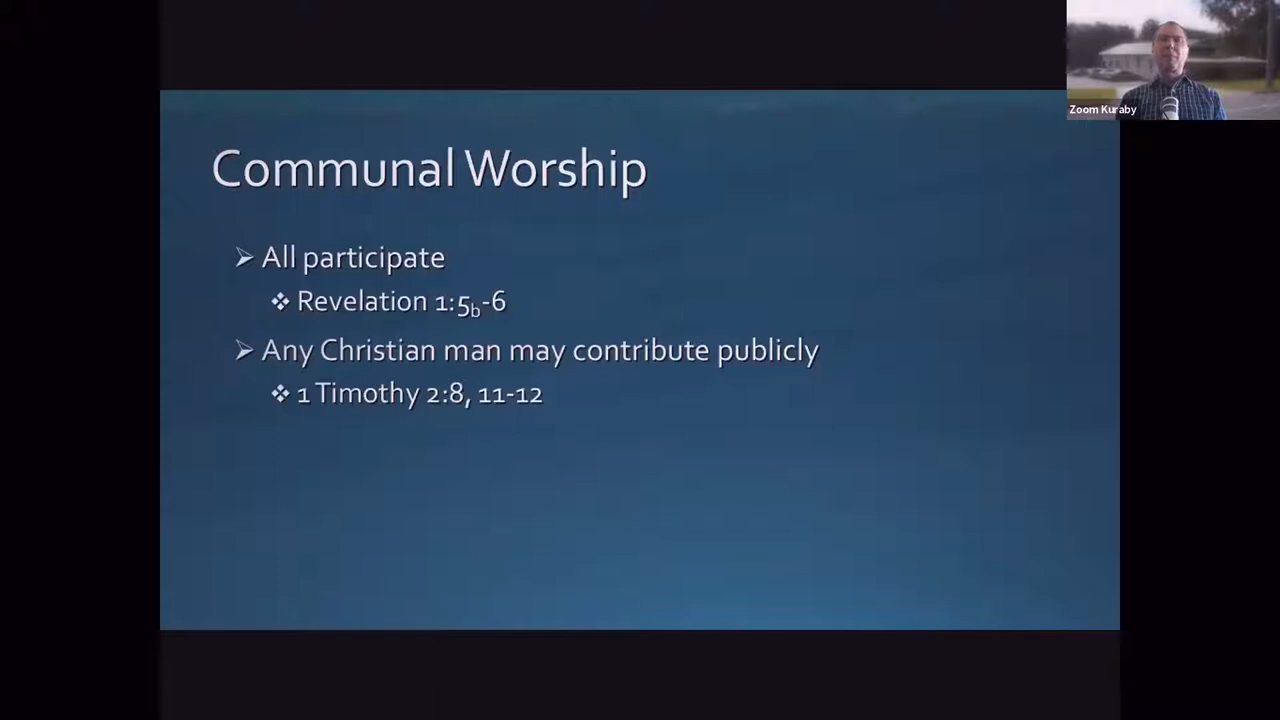 Zoom Kuraby
Communal Worship
➢ All participate
❖ Revelation 1:5b-6
➢ Any Christian man may contribute publicly
❖ 1 Timothy 2:8, 11-12